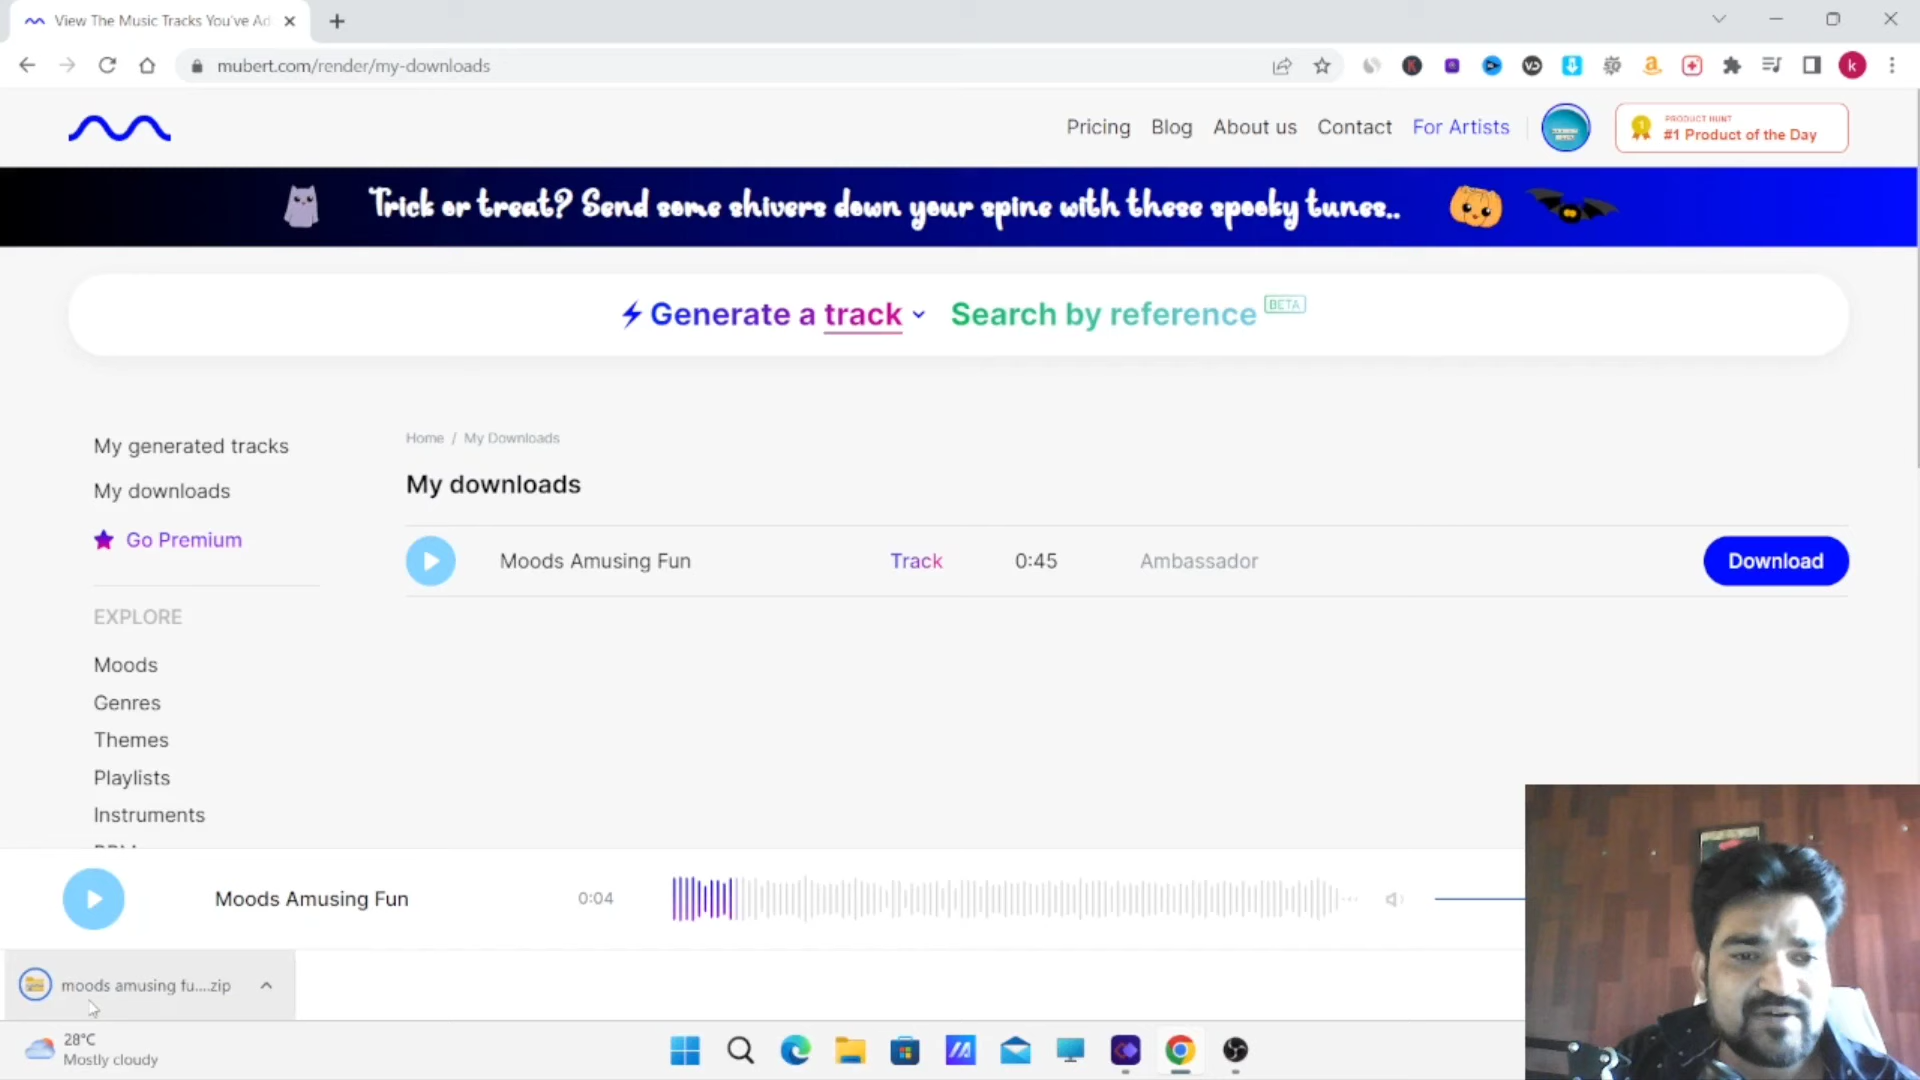 View The Music Tracks You've Ad
mubert.com/render/my-downloads
Pricing
Blog
About us
Contact
For Artists
PRODUCT HUNT
#1 Product of the Day
Trick or treat? Send some shivers down your spine with these spooky tunes..
Generate a track
Search by reference
BETA
My generated tracks
My downloads
Go Premium
EXPLORE
Moods
Genres
Themes
Playlists
Instruments
Home / My Downloads
My downloads
Moods Amusing Fun
Track
0:45
Ambassador
Download
Moods Amusing Fun
0:04
moods amusing fu....zip
28°C
Mostly cloudy